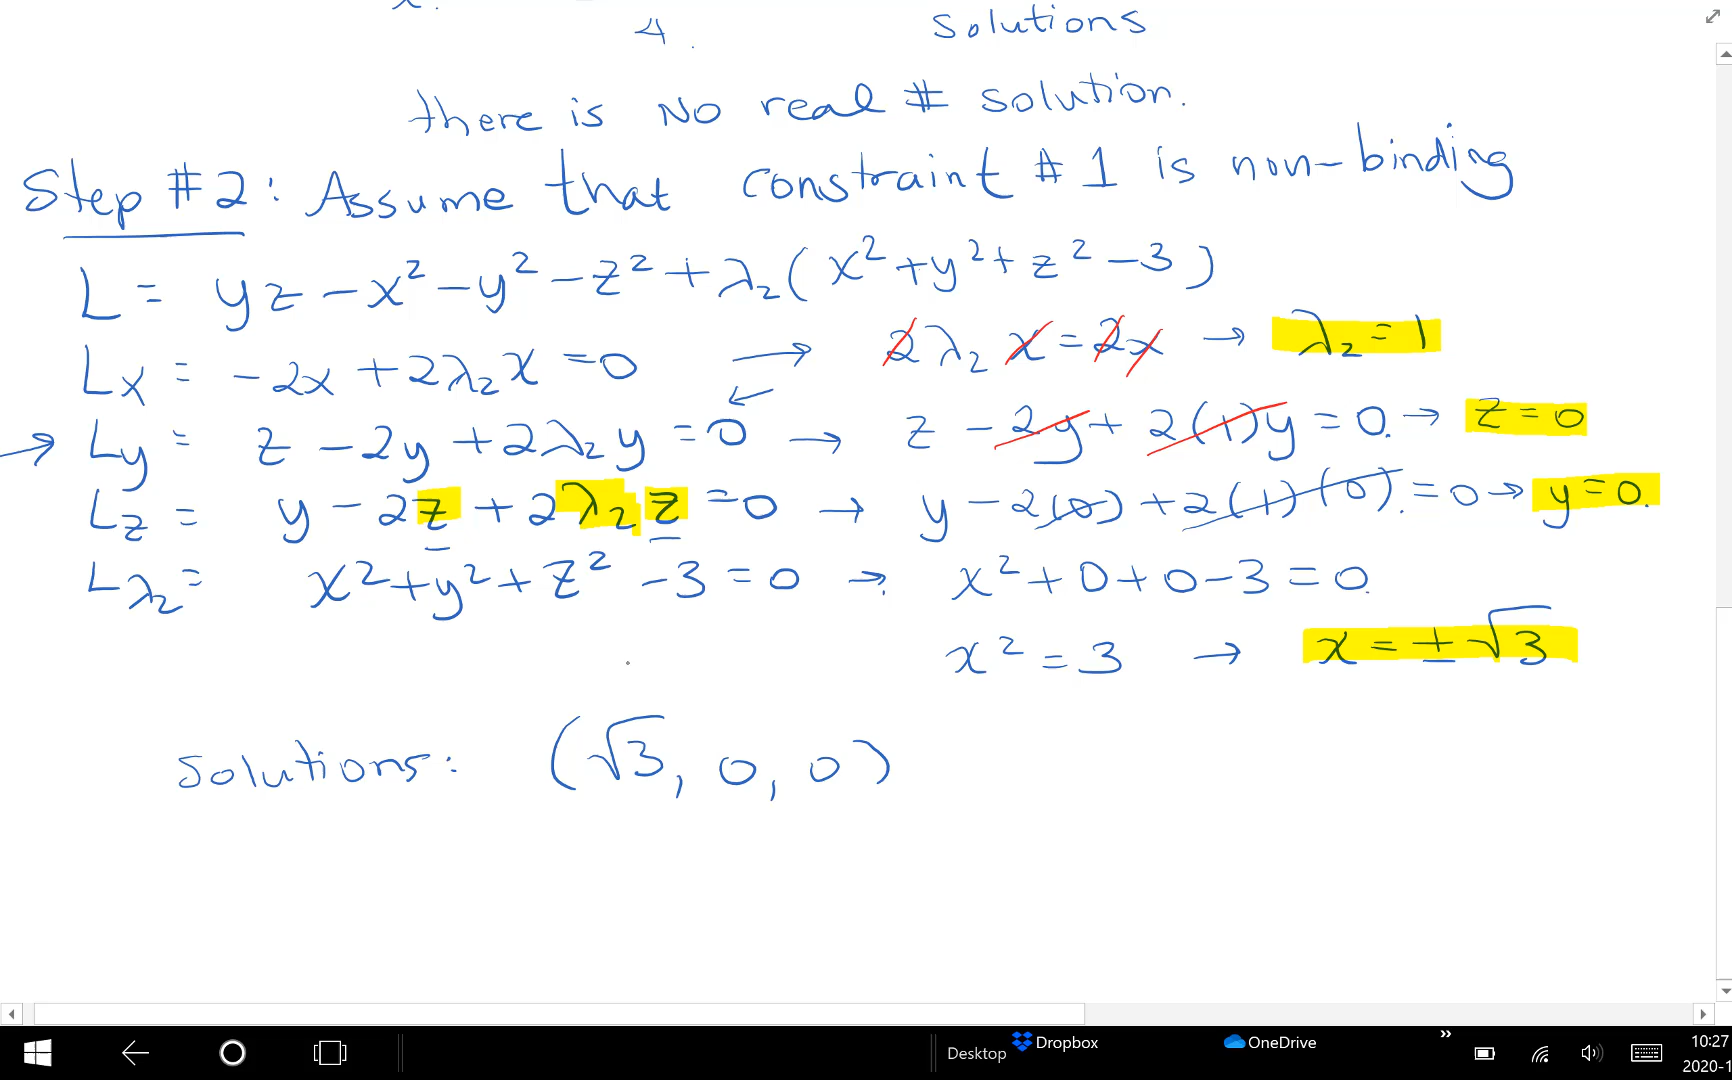 x.
4. solutions
there is NO real # solution.
Step #2: Assume that constraint #1 is non-binding
L = yz - x² - y² - z² + λ₂(x² + y² + z² - 3)
Lx = -2x + 2λ₂x = 0 → 2λ₂x = 2x → λ₂ = 1
→ Ly = z - 2y + 2λ₂y = 0 → z - 2y + 2(1)y = 0. → z = 0
Lz = y - 2z + 2λ₂z = 0 → y - 2(0) + 2(1)(0) = 0 → y = 0.
Lλ₂ = x² + y² + z² - 3 = 0 → x² + 0 + 0 - 3 = 0
x² = 3 → x = ±√3
Solutions: (√3, 0, 0)
Desktop Dropbox OneDrive »
10:27
2020-1